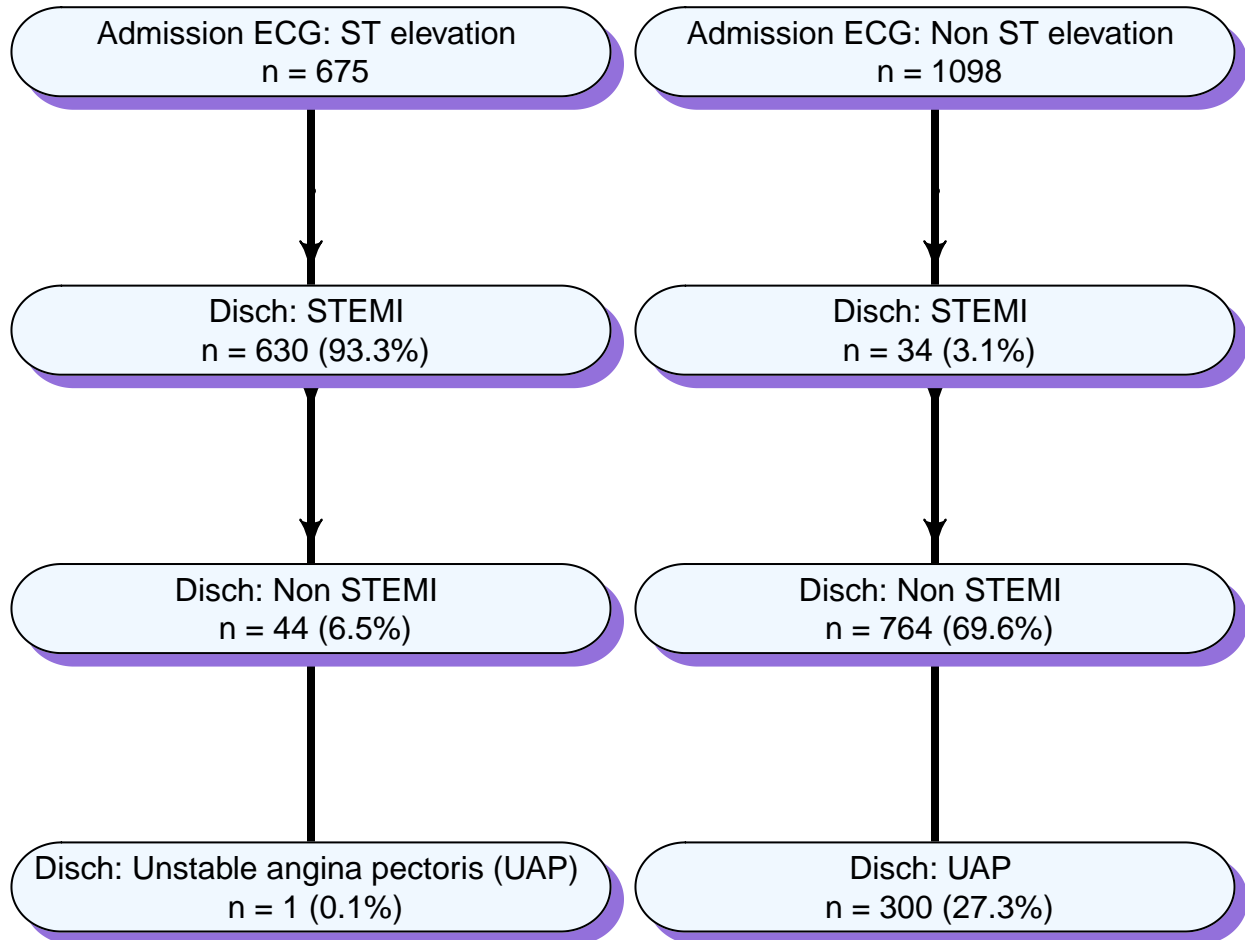 Admission ECG: ST elevation
n = 675
Admission ECG: Non ST elevation
n = 1098
Disch: STEMI
n = 630 (93.3%)
Disch: STEMI
n = 34 (3.1%)
Disch: Non STEMI
n = 44 (6.5%)
Disch: Non STEMI
n = 764 (69.6%)
Disch: Unstable angina pectoris (UAP)
n = 1 (0.1%)
Disch: UAP
n = 300 (27.3%)